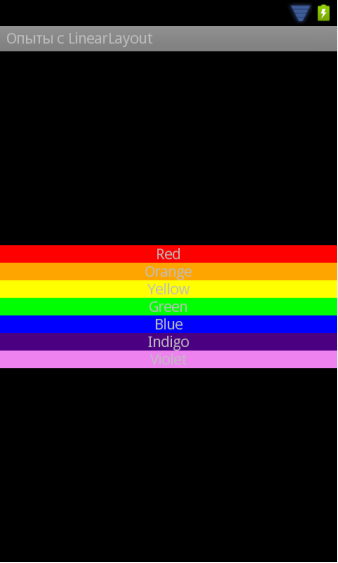 Опыты с LinearLayout
Red
Orange
Yellow
Green
Blue
Indigo
Violet